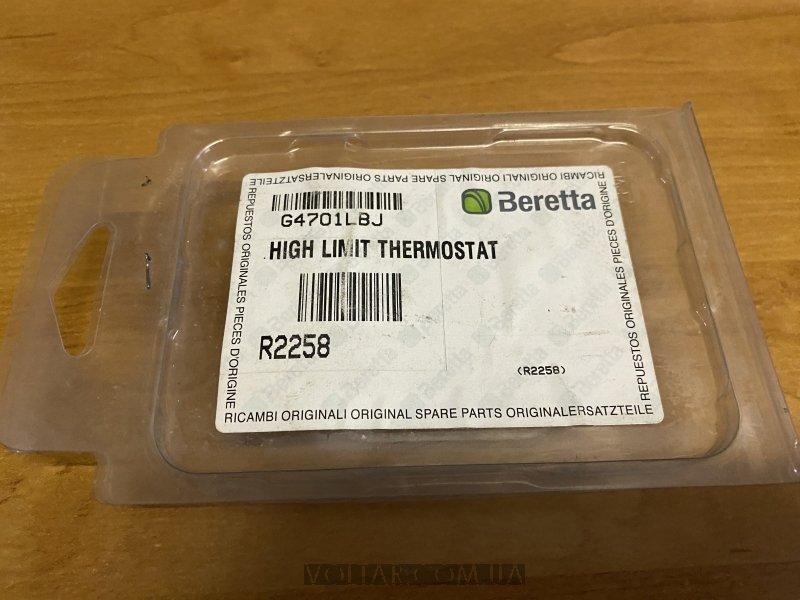 RICAMBI ORIGINALI ORIGINAL SPARE PARTS ORIGINALERSATZTEILE
G4701LBJ
Beretta
HIGH LIMIT THERMOSTAT
R2258
(R2258)
REPUESTOS ORIGINALES PIECES D'ORIGINE
REPUESTOS ORIGINALES PIECES D'ORIGINE
RICAMBI ORIGINALI ORIGINAL SPARE PARTS ORIGINALERSATZTEILE
VOLTAR.COM.UA